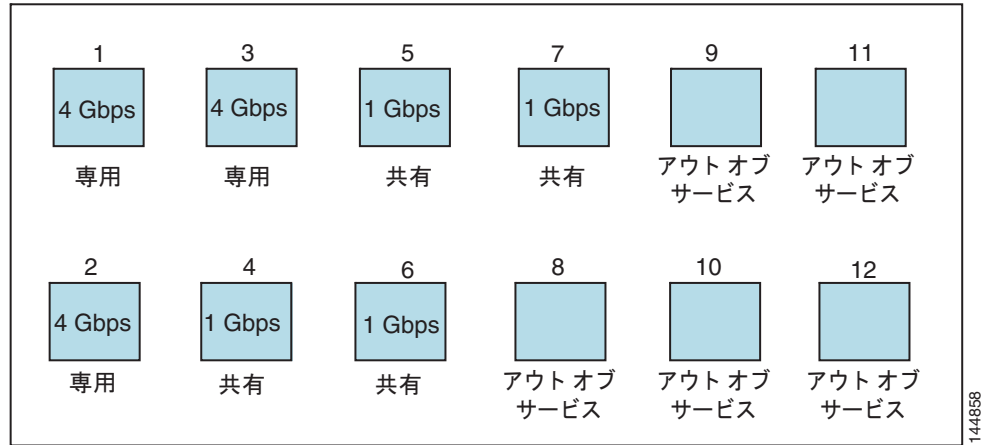 1 3 5 7 9 11
4 Gbps 4 Gbps 1 Gbps 1 Gbps
専用 専用 共有 共有 アウト オブ アウト オブ
サービス サービス
2 4 6 8 10 12
4 Gbps 1 Gbps 1 Gbps
専用 共有 共有 アウト オブ アウト オブ アウト オブ
サービス サービス サービス
144858